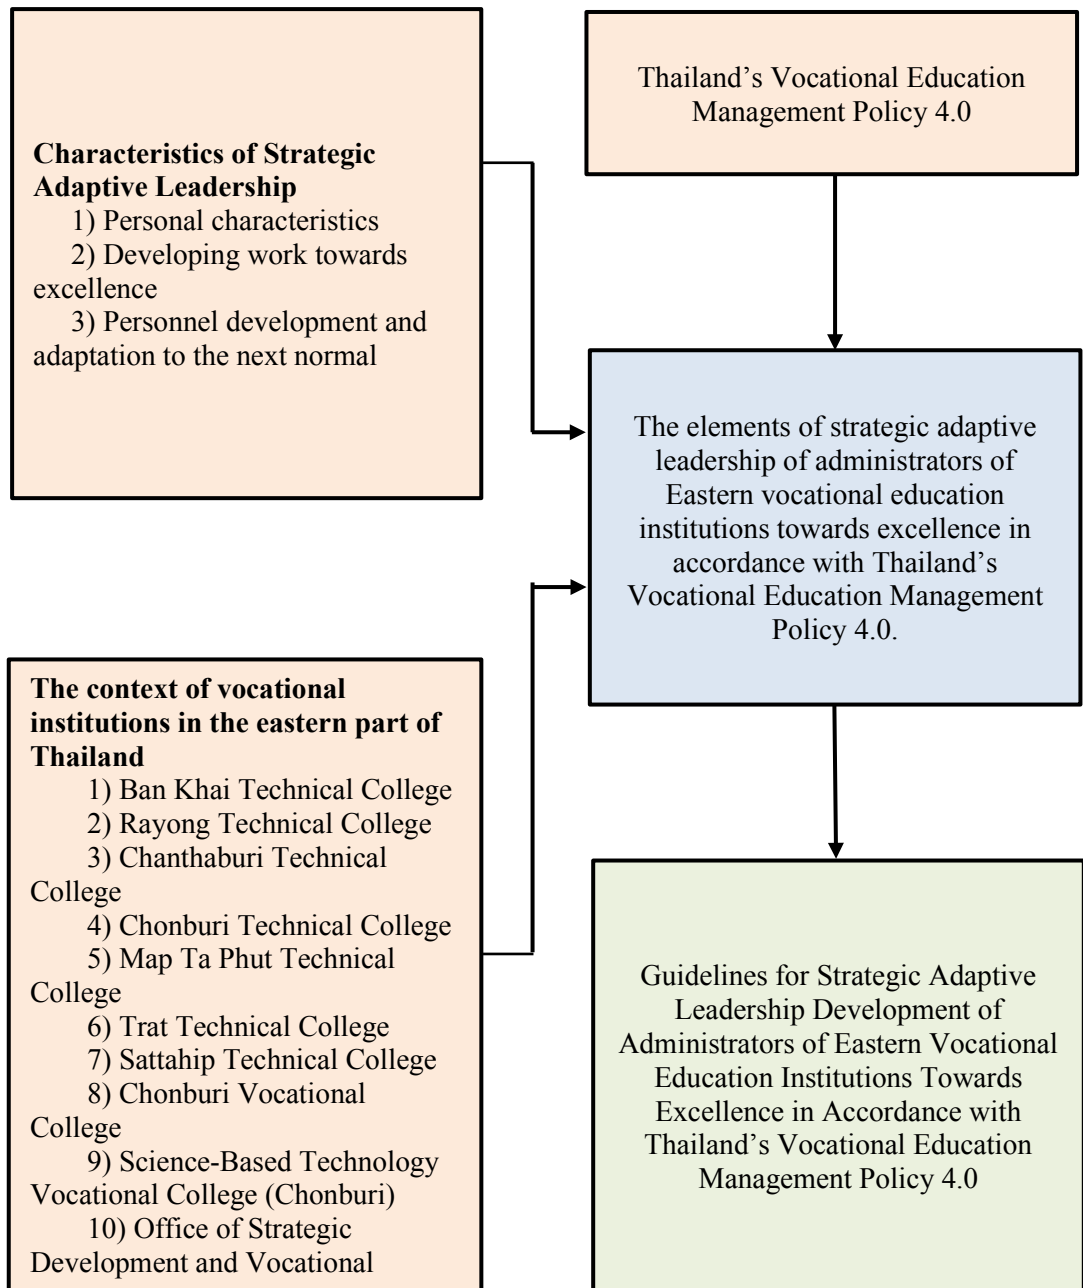 Characteristics of Strategic
Adaptive Leadership
1) Personal characteristics
2) Developing work towards
excellence
3) Personnel development and
adaptation to the next normal
Thailand’s Vocational Education
Management Policy 4.0
The elements of strategic adaptive
leadership of administrators of
Eastern vocational education
institutions towards excellence in
accordance with Thailand’s
Vocational Education Management
Policy 4.0.
The context of vocational
institutions in the eastern part of
Thailand
1) Ban Khai Technical College
2) Rayong Technical College
3) Chanthaburi Technical
College
4) Chonburi Technical College
5) Map Ta Phut Technical
College
6) Trat Technical College
7) Sattahip Technical College
8) Chonburi Vocational
College
9) Science-Based Technology
Vocational College (Chonburi)
10) Office of Strategic
Development and Vocational
Guidelines for Strategic Adaptive
Leadership Development of
Administrators of Eastern Vocational
Education Institutions Towards
Excellence in Accordance with
Thailand’s Vocational Education
Management Policy 4.0